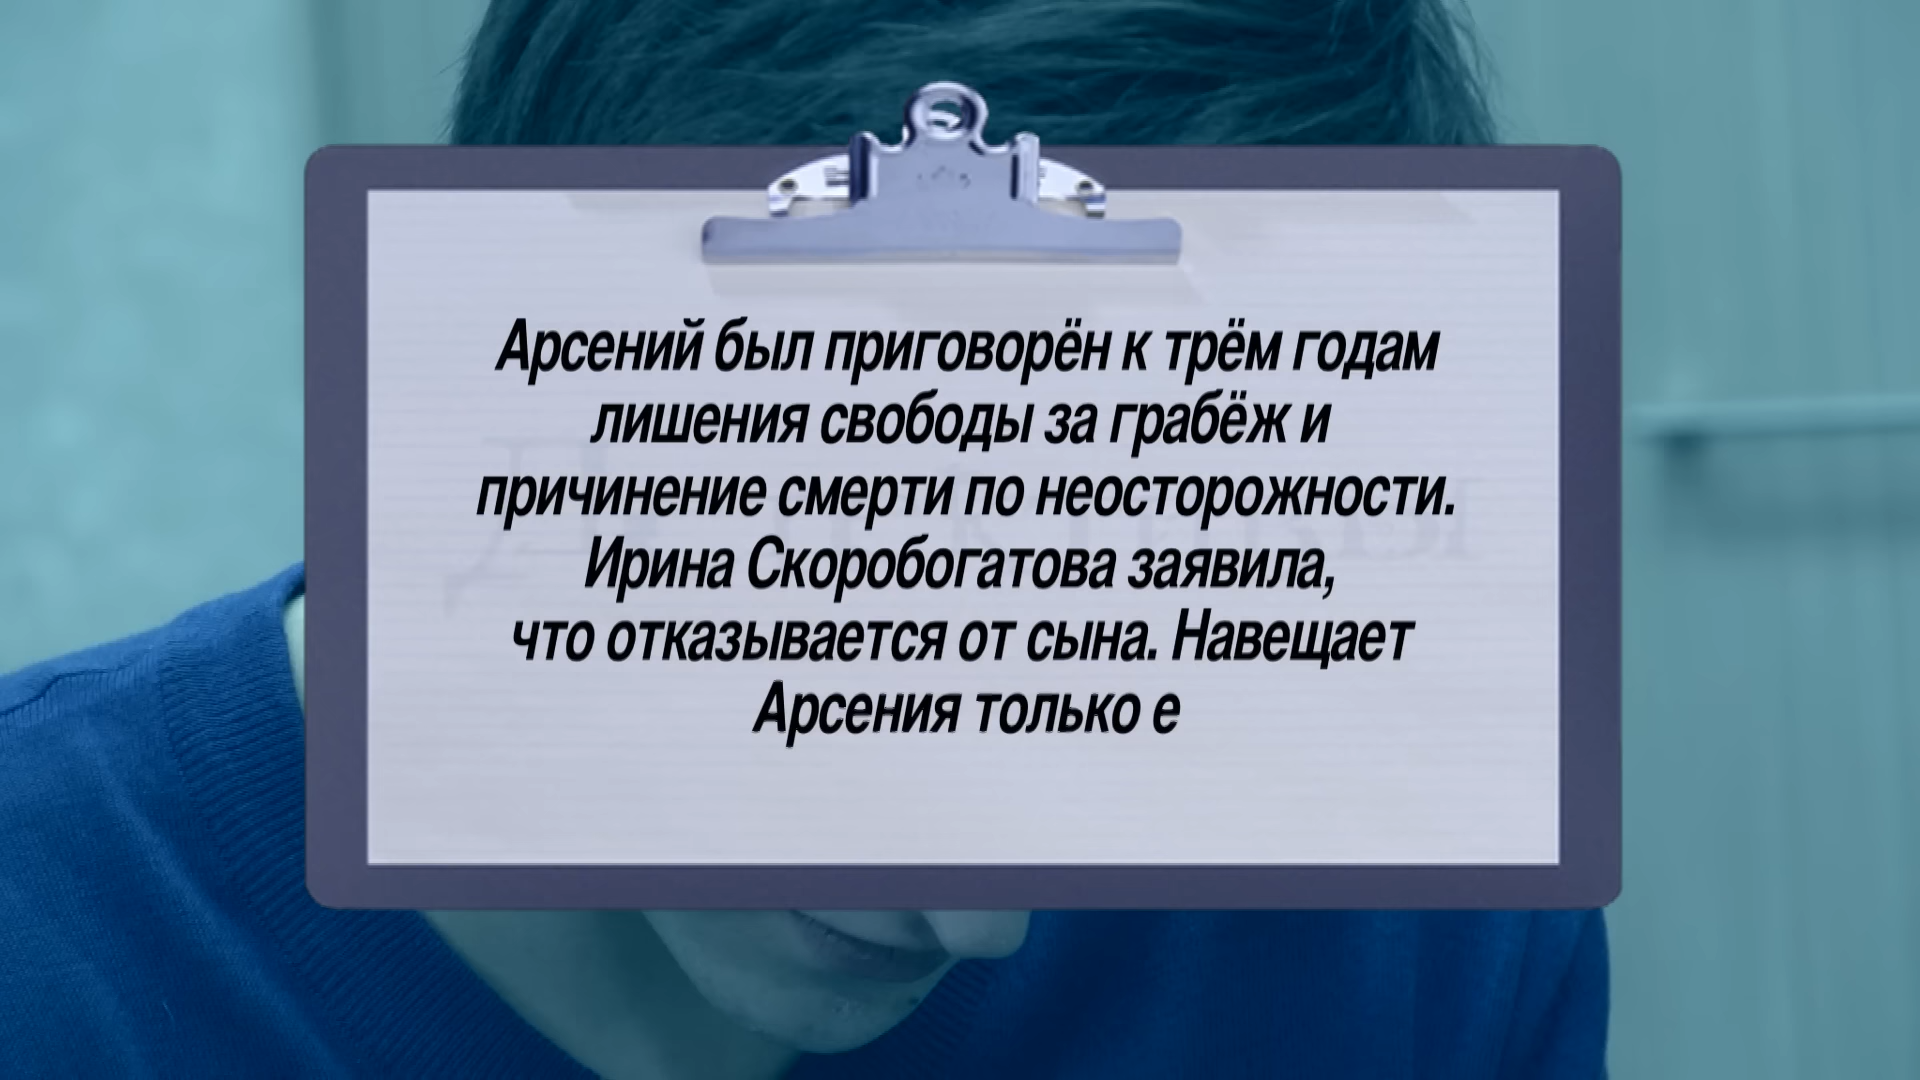 Арсений был приговорён к трём годам
лишения свободы за грабёж и
причинение смерти по неосторожности.
Ирина Скоробогатова заявила,
что отказывается от сына. Навещает
Арсения только е